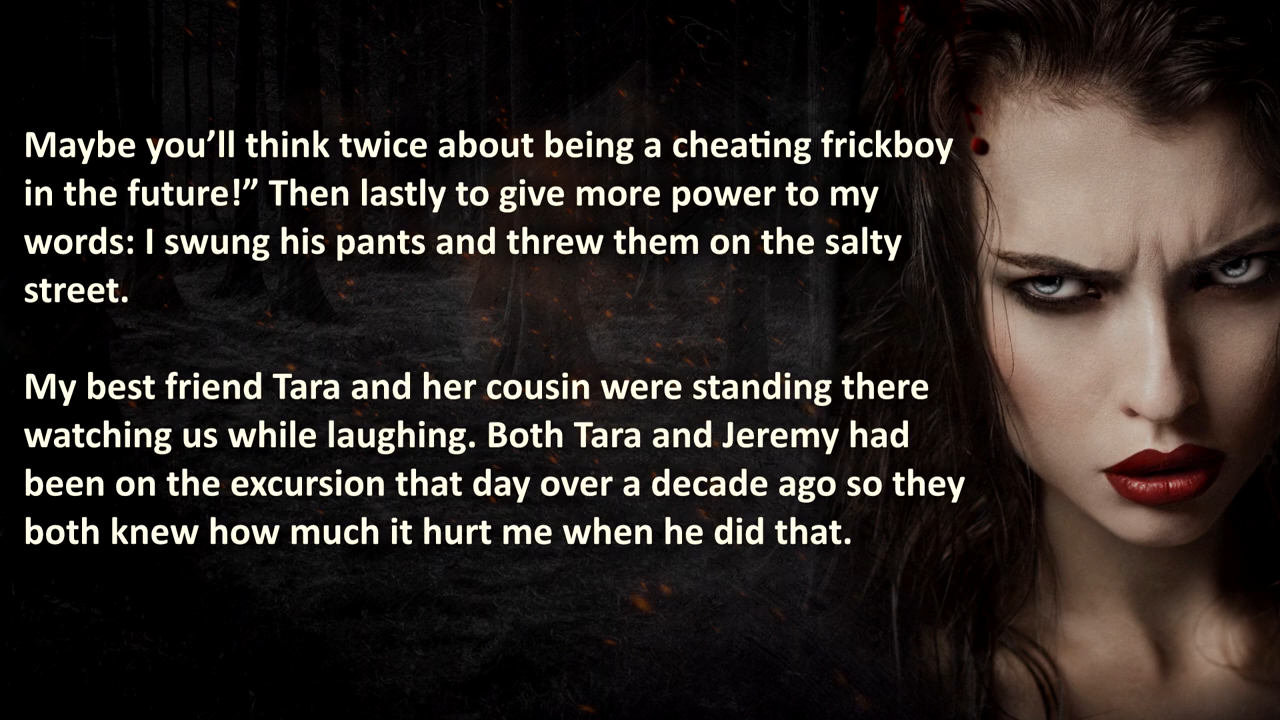 Maybe you’ll think twice about being a cheating frickboy
in the future!” Then lastly to give more power to my
words: I swung his pants and threw them on the salty
street.
My best friend Tara and her cousin were standing there
watching us while laughing. Both Tara and Jeremy had
been on the excursion that day over a decade ago so they
both knew how much it hurt me when he did that.